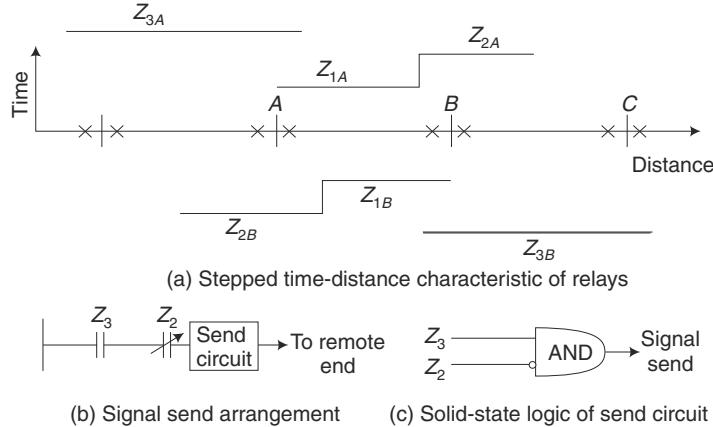 Z3A
Z2A
Z1A
Time
A
B
C
Distance
Z1B
Z2B
Z3B
(a) Stepped time-distance characteristic of relays
Z3
Z2
Send
circuit
To remote
end
Z3
Z2
AND
Signal
send
(b) Signal send arrangement
(c) Solid-state logic of send circuit